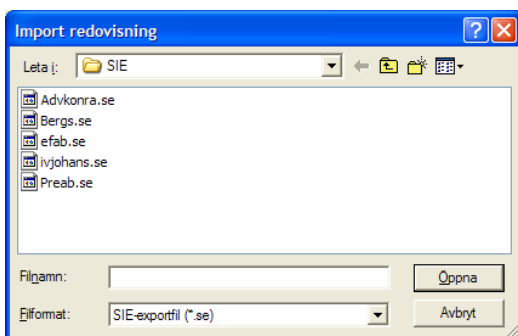 Import redovisning
Leta i: SIE
Advkonra.se
Bergs.se
efab.se
ivjohans.se
Preab.se
Filnamn: Öppna
Filformat: SIE-exportfil (*.se) Avbryt